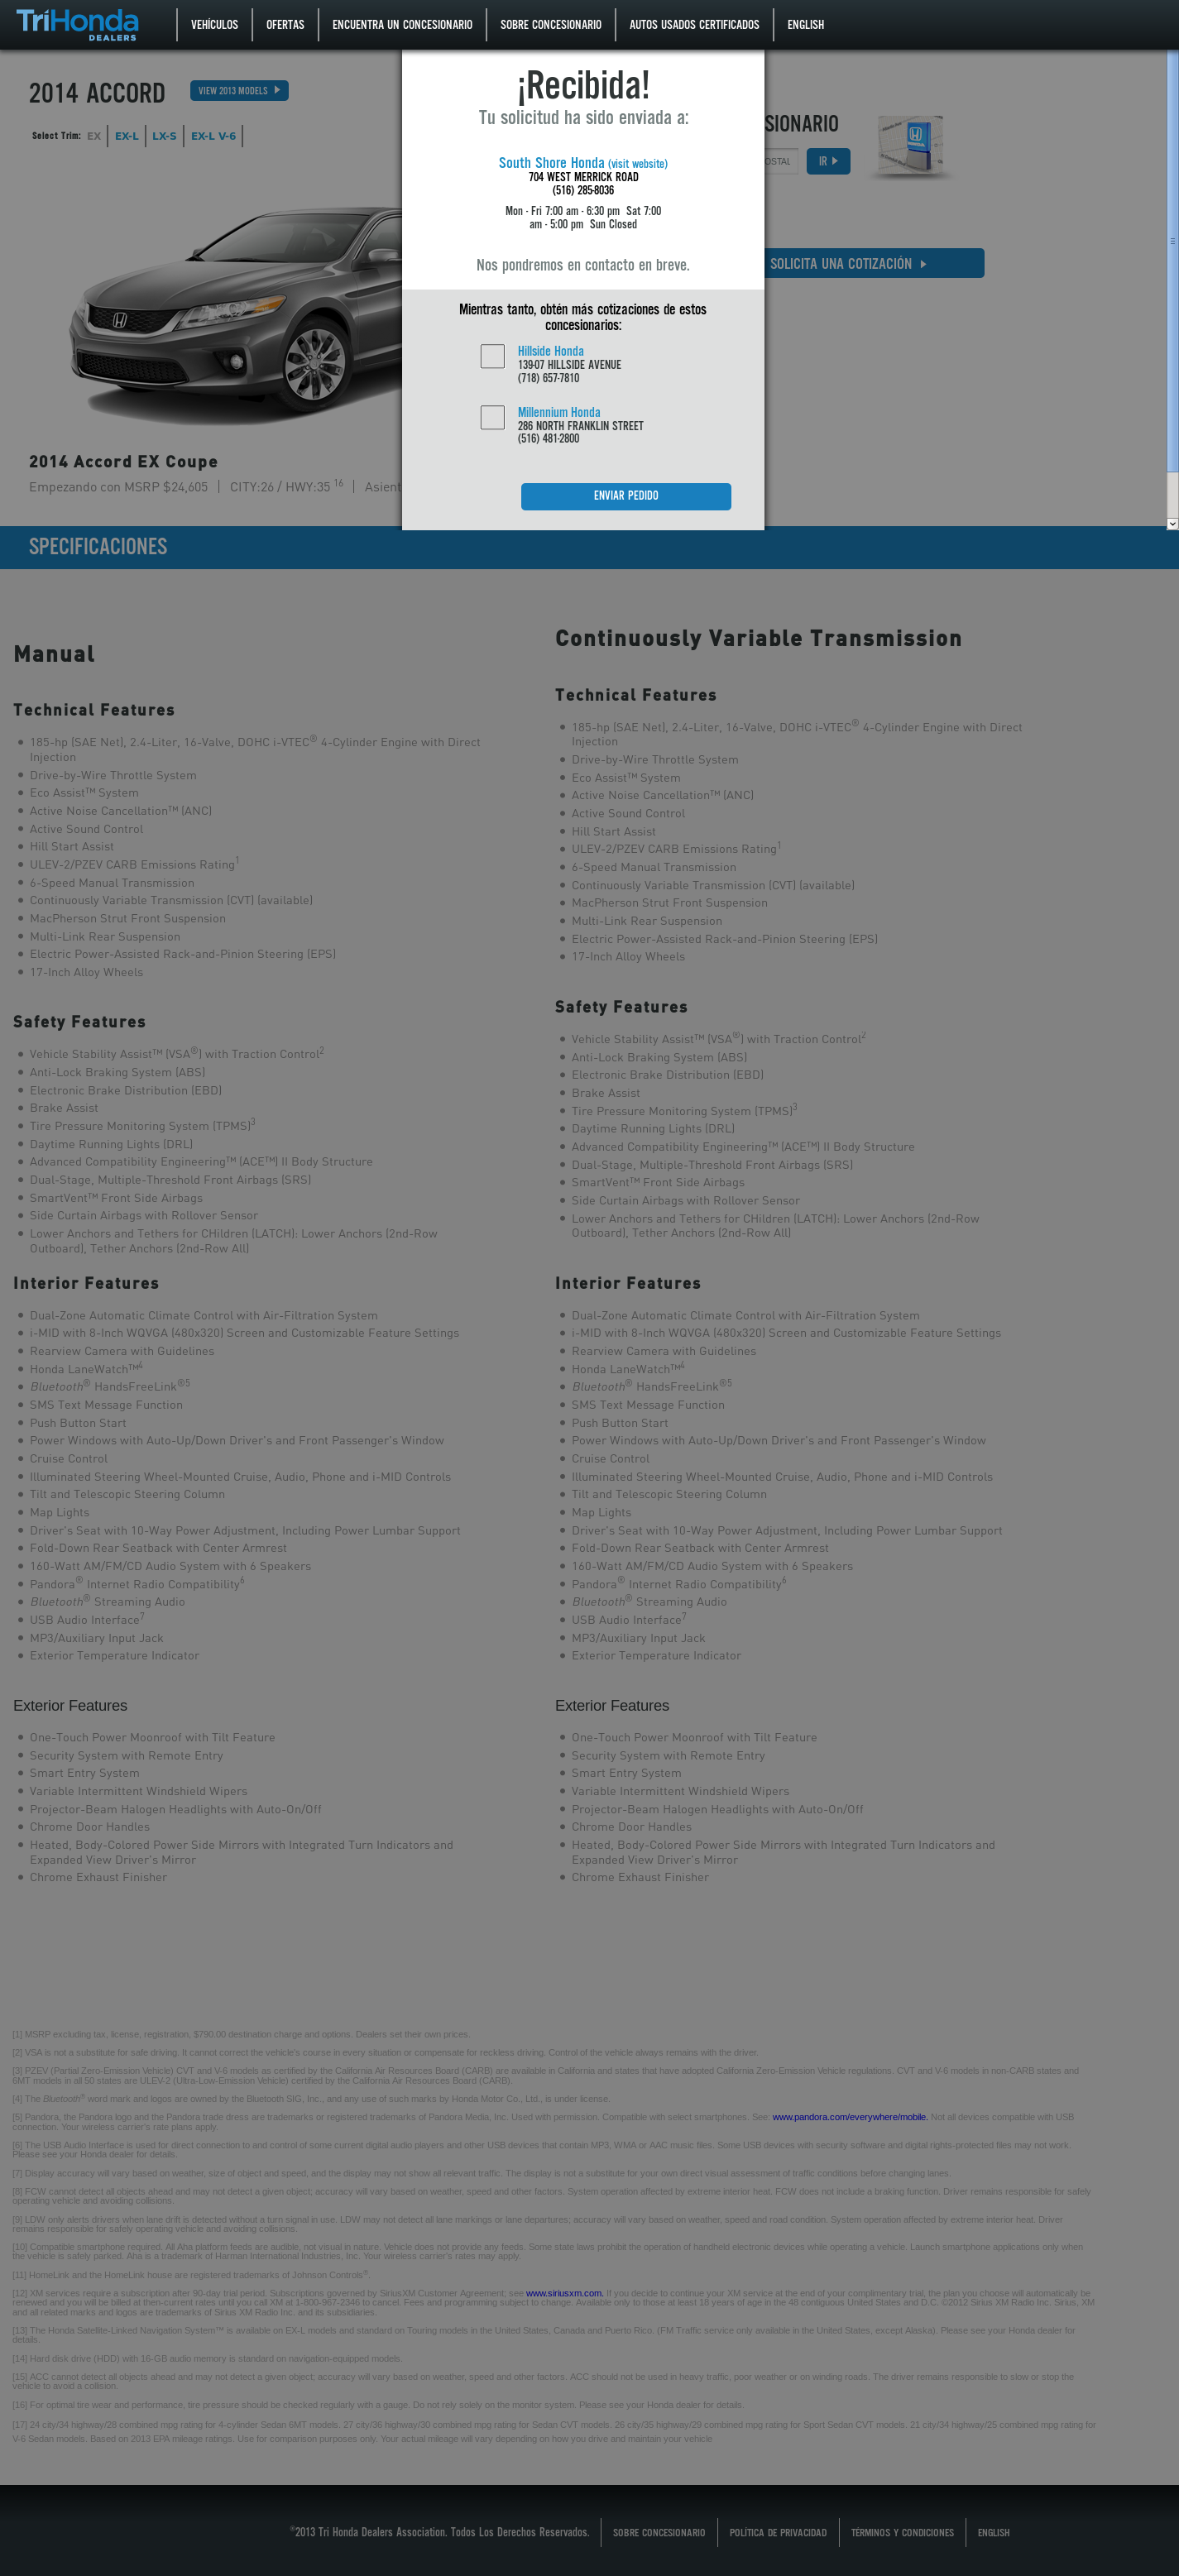 TriHonda
DEALERS
VEHÍCULOS
OFERTAS
ENCUENTRA UN CONCESIONARIO
SOBRE CONCESIONARIO
AUTOS USADOS CERTIFICADOS
ENGLISH
2014 ACCORD
VIEW 2013 MODELS
Select Trim: EX EX-L LX-S EX-L V-6
SIONARIO
OSTAL
IR
SOLICITA UNA COTIZACIÓN
¡Recibida!
Tu solicitud ha sido enviada a:
South Shore Honda (visit website)
704 WEST MERRICK ROAD
(516) 285-8036
Mon - Fri 7:00 am - 6:30 pm Sat 7:00
am - 5:00 pm Sun Closed
Nos pondremos en contacto en breve.
Mientras tanto, obtén más cotizaciones de estos
concesionarios:
Hillside Honda
139-07 HILLSIDE AVENUE
(718) 657-7810
Millennium Honda
286 NORTH FRANKLIN STREET
(516) 481-2800
ENVIAR PEDIDO
2014 Accord EX Coupe
Empezando con MSRP $24,605 | CITY:26 / HWY:35 16 | Asient
SPECIFICACIONES
Manual
Technical Features
185-hp (SAE Net), 2.4-Liter, 16-Valve, DOHC i-VTEC® 4-Cylinder Engine with Direct
Injection
Drive-by-Wire Throttle System
Eco Assist™ System
Active Noise Cancellation™ (ANC)
Active Sound Control
Hill Start Assist
ULEV-2/PZEV CARB Emissions Rating1
6-Speed Manual Transmission
Continuously Variable Transmission (CVT) (available)
MacPherson Strut Front Suspension
Multi-Link Rear Suspension
Electric Power-Assisted Rack-and-Pinion Steering (EPS)
17-Inch Alloy Wheels
Safety Features
Vehicle Stability Assist™ (VSA®) with Traction Control2
Anti-Lock Braking System (ABS)
Electronic Brake Distribution (EBD)
Brake Assist
Tire Pressure Monitoring System (TPMS)3
Daytime Running Lights (DRL)
Advanced Compatibility Engineering™ (ACE™) II Body Structure
Dual-Stage, Multiple-Threshold Front Airbags (SRS)
SmartVent™ Front Side Airbags
Side Curtain Airbags with Rollover Sensor
Lower Anchors and Tethers for CHildren (LATCH): Lower Anchors (2nd-Row
Outboard), Tether Anchors (2nd-Row All)
Interior Features
Dual-Zone Automatic Climate Control with Air-Filtration System
i-MID with 8-Inch WQVGA (480x320) Screen and Customizable Feature Settings
Rearview Camera with Guidelines
Honda LaneWatch™4
Bluetooth® HandsFreeLink®5
SMS Text Message Function
Push Button Start
Power Windows with Auto-Up/Down Driver's and Front Passenger's Window
Cruise Control
Illuminated Steering Wheel-Mounted Cruise, Audio, Phone and i-MID Controls
Tilt and Telescopic Steering Column
Map Lights
Driver's Seat with 10-Way Power Adjustment, Including Power Lumbar Support
Fold-Down Rear Seatback with Center Armrest
160-Watt AM/FM/CD Audio System with 6 Speakers
Pandora® Internet Radio Compatibility6
Bluetooth® Streaming Audio
USB Audio Interface7
MP3/Auxiliary Input Jack
Exterior Temperature Indicator
Exterior Features
One-Touch Power Moonroof with Tilt Feature
Security System with Remote Entry
Smart Entry System
Variable Intermittent Windshield Wipers
Projector-Beam Halogen Headlights with Auto-On/Off
Chrome Door Handles
Heated, Body-Colored Power Side Mirrors with Integrated Turn Indicators and
Expanded View Driver's Mirror
Chrome Exhaust Finisher
Continuously Variable Transmission
Technical Features
185-hp (SAE Net), 2.4-Liter, 16-Valve, DOHC i-VTEC® 4-Cylinder Engine with Direct
Injection
Drive-by-Wire Throttle System
Eco Assist™ System
Active Noise Cancellation™ (ANC)
Active Sound Control
Hill Start Assist
ULEV-2/PZEV CARB Emissions Rating1
6-Speed Manual Transmission
Continuously Variable Transmission (CVT) (available)
MacPherson Strut Front Suspension
Multi-Link Rear Suspension
Electric Power-Assisted Rack-and-Pinion Steering (EPS)
17-Inch Alloy Wheels
Safety Features
Vehicle Stability Assist™ (VSA®) with Traction Control2
Anti-Lock Braking System (ABS)
Electronic Brake Distribution (EBD)
Brake Assist
Tire Pressure Monitoring System (TPMS)3
Daytime Running Lights (DRL)
Advanced Compatibility Engineering™ (ACE™) II Body Structure
Dual-Stage, Multiple-Threshold Front Airbags (SRS)
SmartVent™ Front Side Airbags
Side Curtain Airbags with Rollover Sensor
Lower Anchors and Tethers for CHildren (LATCH): Lower Anchors (2nd-Row
Outboard), Tether Anchors (2nd-Row All)
Interior Features
Dual-Zone Automatic Climate Control with Air-Filtration System
i-MID with 8-Inch WQVGA (480x320) Screen and Customizable Feature Settings
Rearview Camera with Guidelines
Honda LaneWatch™4
Bluetooth® HandsFreeLink®5
SMS Text Message Function
Push Button Start
Power Windows with Auto-Up/Down Driver's and Front Passenger's Window
Cruise Control
Illuminated Steering Wheel-Mounted Cruise, Audio, Phone and i-MID Controls
Tilt and Telescopic Steering Column
Map Lights
Driver's Seat with 10-Way Power Adjustment, Including Power Lumbar Support
Fold-Down Rear Seatback with Center Armrest
160-Watt AM/FM/CD Audio System with 6 Speakers
Pandora® Internet Radio Compatibility6
Bluetooth® Streaming Audio
USB Audio Interface7
MP3/Auxiliary Input Jack
Exterior Temperature Indicator
Exterior Features
One-Touch Power Moonroof with Tilt Feature
Security System with Remote Entry
Smart Entry System
Variable Intermittent Windshield Wipers
Projector-Beam Halogen Headlights with Auto-On/Off
Chrome Door Handles
Heated, Body-Colored Power Side Mirrors with Integrated Turn Indicators and
Expanded View Driver's Mirror
Chrome Exhaust Finisher
[1] MSRP excluding tax, license, registration, $790.00 destination charge and options. Dealers set their own prices.
[2] VSA is not a substitute for safe driving. It cannot correct the vehicle's course in every situation or compensate for reckless driving. Control of the vehicle always remains with the driver.
[3] PZEV (Partial Zero-Emission Vehicle) CVT and V-6 models as certified by the California Air Resources Board (CARB) are available in California and states that have adopted California Zero-Emission Vehicle regulations. CVT and V-6 models in non-CARB states and
6MT models in all 50 states are ULEV-2 (Ultra-Low-Emission Vehicle) certified by the California Air Resources Board (CARB).
[4] The Bluetooth® word mark and logos are owned by the Bluetooth SIG, Inc., and any use of such marks by Honda Motor Co., Ltd., is under license.
[5] Pandora, the Pandora logo and the Pandora trade dress are trademarks or registered trademarks of Pandora Media, Inc. Used with permission. Compatible with select smartphones. See: www.pandora.com/everywhere/mobile. Not all devices compatible with USB
connection. Your wireless carrier's rate plans apply.
[6] The USB Audio Interface is used for direct connection to and control of some current digital audio players and other USB devices that contain MP3, WMA or AAC music files. Some USB devices with security software and digital rights-protected files may not work.
Please see your Honda dealer for details.
[7] Display accuracy will vary based on weather, size of object and speed, and the display may not show all relevant traffic. The display is not a substitute for your own direct visual assessment of traffic conditions before changing lanes.
[8] FCW cannot detect all objects ahead and may not detect a given object; accuracy will vary based on weather, speed and other factors. System operation affected by extreme interior heat. FCW does not include a braking function. Driver remains responsible for safely
operating vehicle and avoiding collisions.
[9] LDW only alerts drivers when lane drift is detected without a turn signal in use. LDW may not detect all lane markings or lane departures; accuracy will vary based on weather, speed and road condition. System operation affected by extreme interior heat. Driver
remains responsible for safely operating vehicle and avoiding collisions.
[10] Compatible smartphone required. All Aha platform feeds are audible, not visual in nature. Vehicle does not provide any feeds. Some state laws prohibit the operation of handheld electronic devices while operating a vehicle. Launch smartphone applications only when
the vehicle is safely parked. Aha is a trademark of Harman International Industries, Inc. Your wireless carrier's rates may apply.
[11] HomeLink and the HomeLink house are registered trademarks of Johnson Controls®.
[12] XM services require a subscription after 90-day trial period. Subscriptions governed by SiriusXM Customer Agreement; see www.siriusxm.com. If you decide to continue your XM service at the end of your complimentary trial, the plan you choose will automatically be
renewed and you will be billed at then-current rates until you call XM at 1-800-967-2346 to cancel. Fees and programming subject to change. Available only to those at least 18 years of age in the 48 contiguous United States and D.C. ©2012 Sirius XM Radio Inc. Sirius, XM
and all related marks and logos are trademarks of Sirius XM Radio Inc. and its subsidiaries.
[13] The Honda Satellite-Linked Navigation System™ is available on EX-L models and standard on Touring models in the United States, Canada and Puerto Rico. (FM Traffic service only available in the United States, except Alaska). Please see your Honda dealer for
details.
[14] Hard disk drive (HDD) with 16-GB audio memory is standard on navigation-equipped models.
[15] ACC cannot detect all objects ahead and may not detect a given object; accuracy will vary based on weather, speed and other factors. ACC should not be used in heavy traffic, poor weather or on winding roads. The driver remains responsible to slow or stop the
vehicle to avoid a collision.
[16] For optimal tire wear and performance, tire pressure should be checked regularly with a gauge. Do not rely solely on the monitor system. Please see your Honda dealer for details.
[17] 24 city/34 highway/28 combined mpg rating for 4-cylinder Sedan 6MT models. 27 city/36 highway/30 combined mpg rating for Sedan CVT models. 26 city/35 highway/29 combined mpg rating for Sport Sedan CVT models. 21 city/34 highway/25 combined mpg rating for
V-6 Sedan models. Based on 2013 EPA mileage ratings. Use for comparison purposes only. Your actual mileage will vary depending on how you drive and maintain your vehicle
©2013 Tri Honda Dealers Association. Todos Los Derechos Reservados.
SOBRE CONCESIONARIO
POLÍTICA DE PRIVACIDAD
TÉRMINOS Y CONDICIONES
ENGLISH